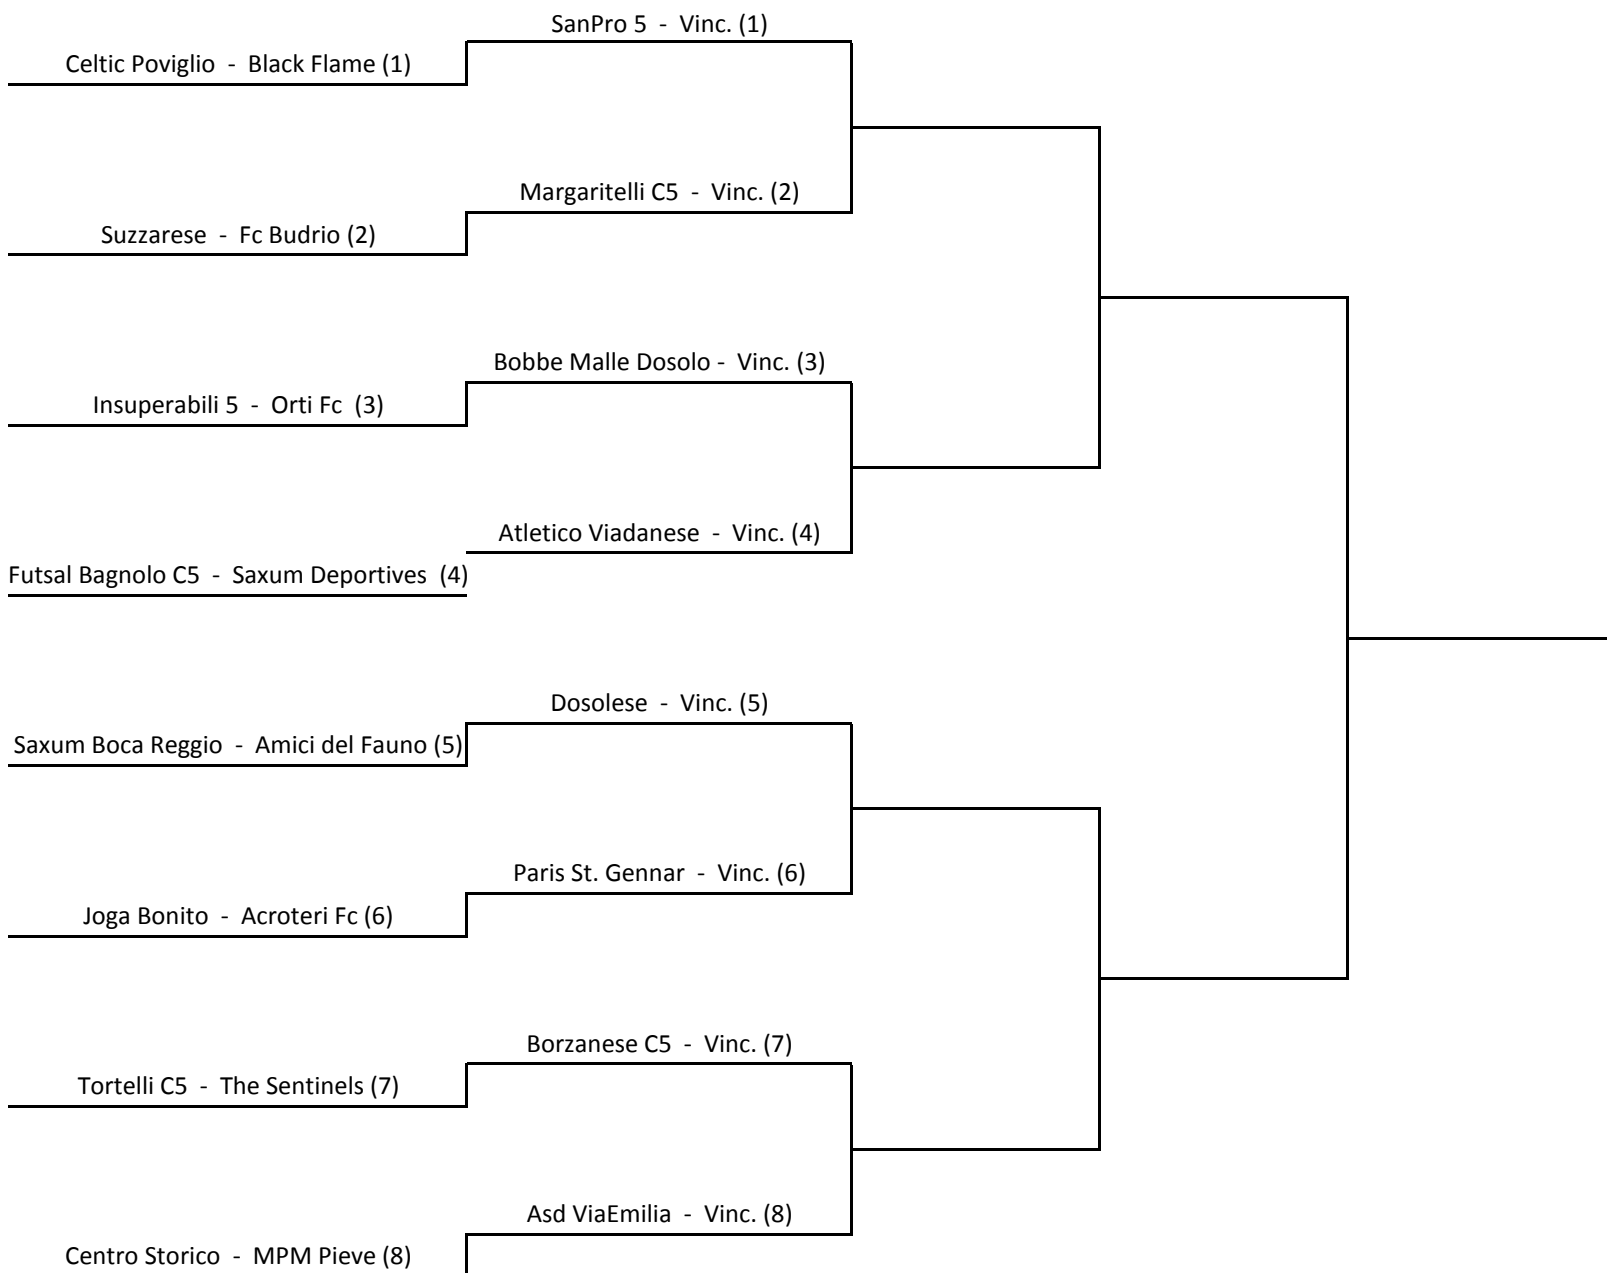 SanPro 5 - Vinc. (1)
Celtic Poviglio - Black Flame (1)
Margaritelli C5 - Vinc. (2)
Suzzarese - Fc Budrio (2)
Bobbe Malle Dosolo - Vinc. (3)
Insuperabili 5 - Orti Fc (3)
Atletico Viadanese - Vinc. (4)
Futsal Bagnolo C5 - Saxum Deportives (4)
Dosolese - Vinc. (5)
Saxum Boca Reggio - Amici del Fauno (5)
Paris St. Gennar - Vinc. (6)
Joga Bonito - Acroteri Fc (6)
Borzanese C5 - Vinc. (7)
Tortelli C5 - The Sentinels (7)
Asd ViaEmilia - Vinc. (8)
Centro Storico - MPM Pieve (8)